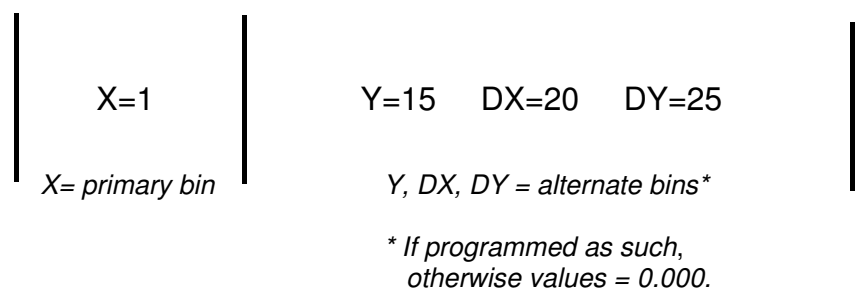 X=1 Y=15 DX=20 DY=25
X= primary bin Y, DX, DY = alternate bins*
* If programmed as such,
otherwise values = 0.000.